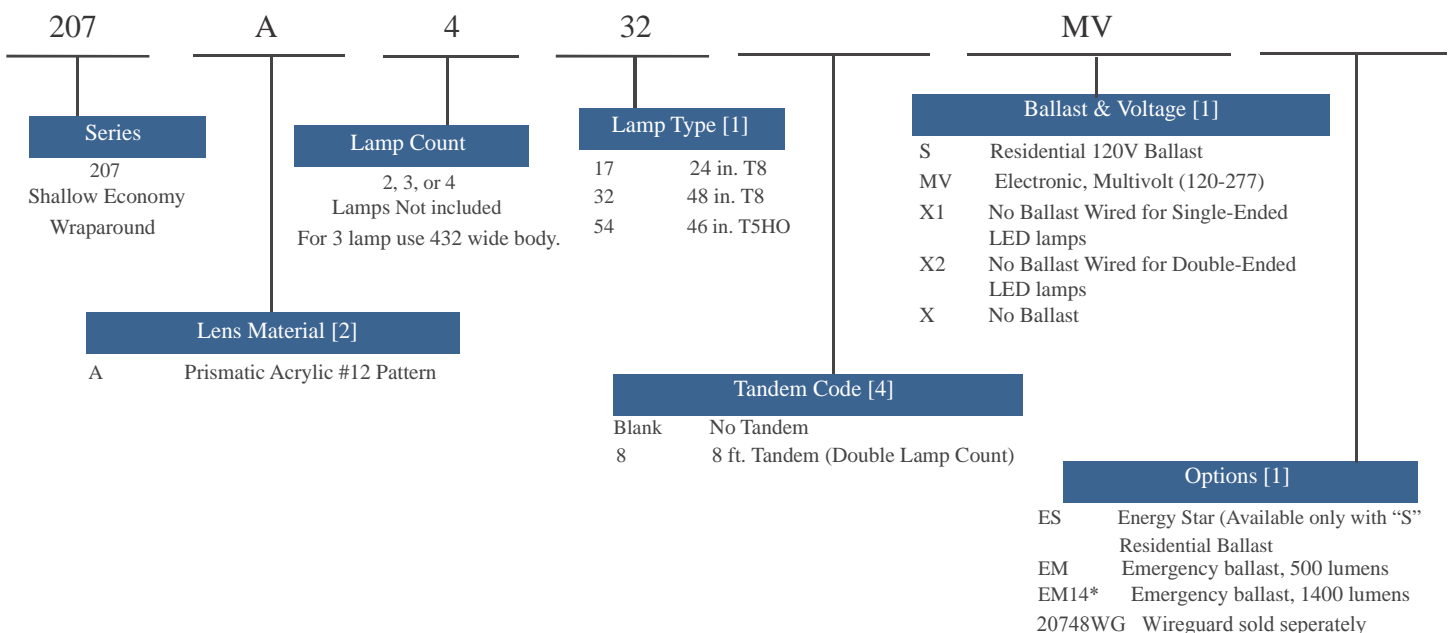 207 A 4 32 MV
Series
207
Shallow Economy
Wraparound
Lamp Count
2, 3, or 4
Lamps Not included
For 3 lamp use 432 wide body.
Lamp Type [1]
17 24 in. T8
32 48 in. T8
54 46 in. T5HO
Ballast & Voltage [1]
S Residential 120V Ballast
MV Electronic, Multivolt (120-277)
X1 No Ballast Wired for Single-Ended
LED lamps
X2 No Ballast Wired for Double-Ended
LED lamps
X No Ballast
Lens Material [2]
A Prismatic Acrylic #12 Pattern
Tandem Code [4]
Blank No Tandem
8 8 ft. Tandem (Double Lamp Count)
Options [1]
ES Energy Star (Available only with “S”
Residential Ballast
EM Emergency ballast, 500 lumens
EM14* Emergency ballast, 1400 lumens
20748WG Wireguard sold seperately